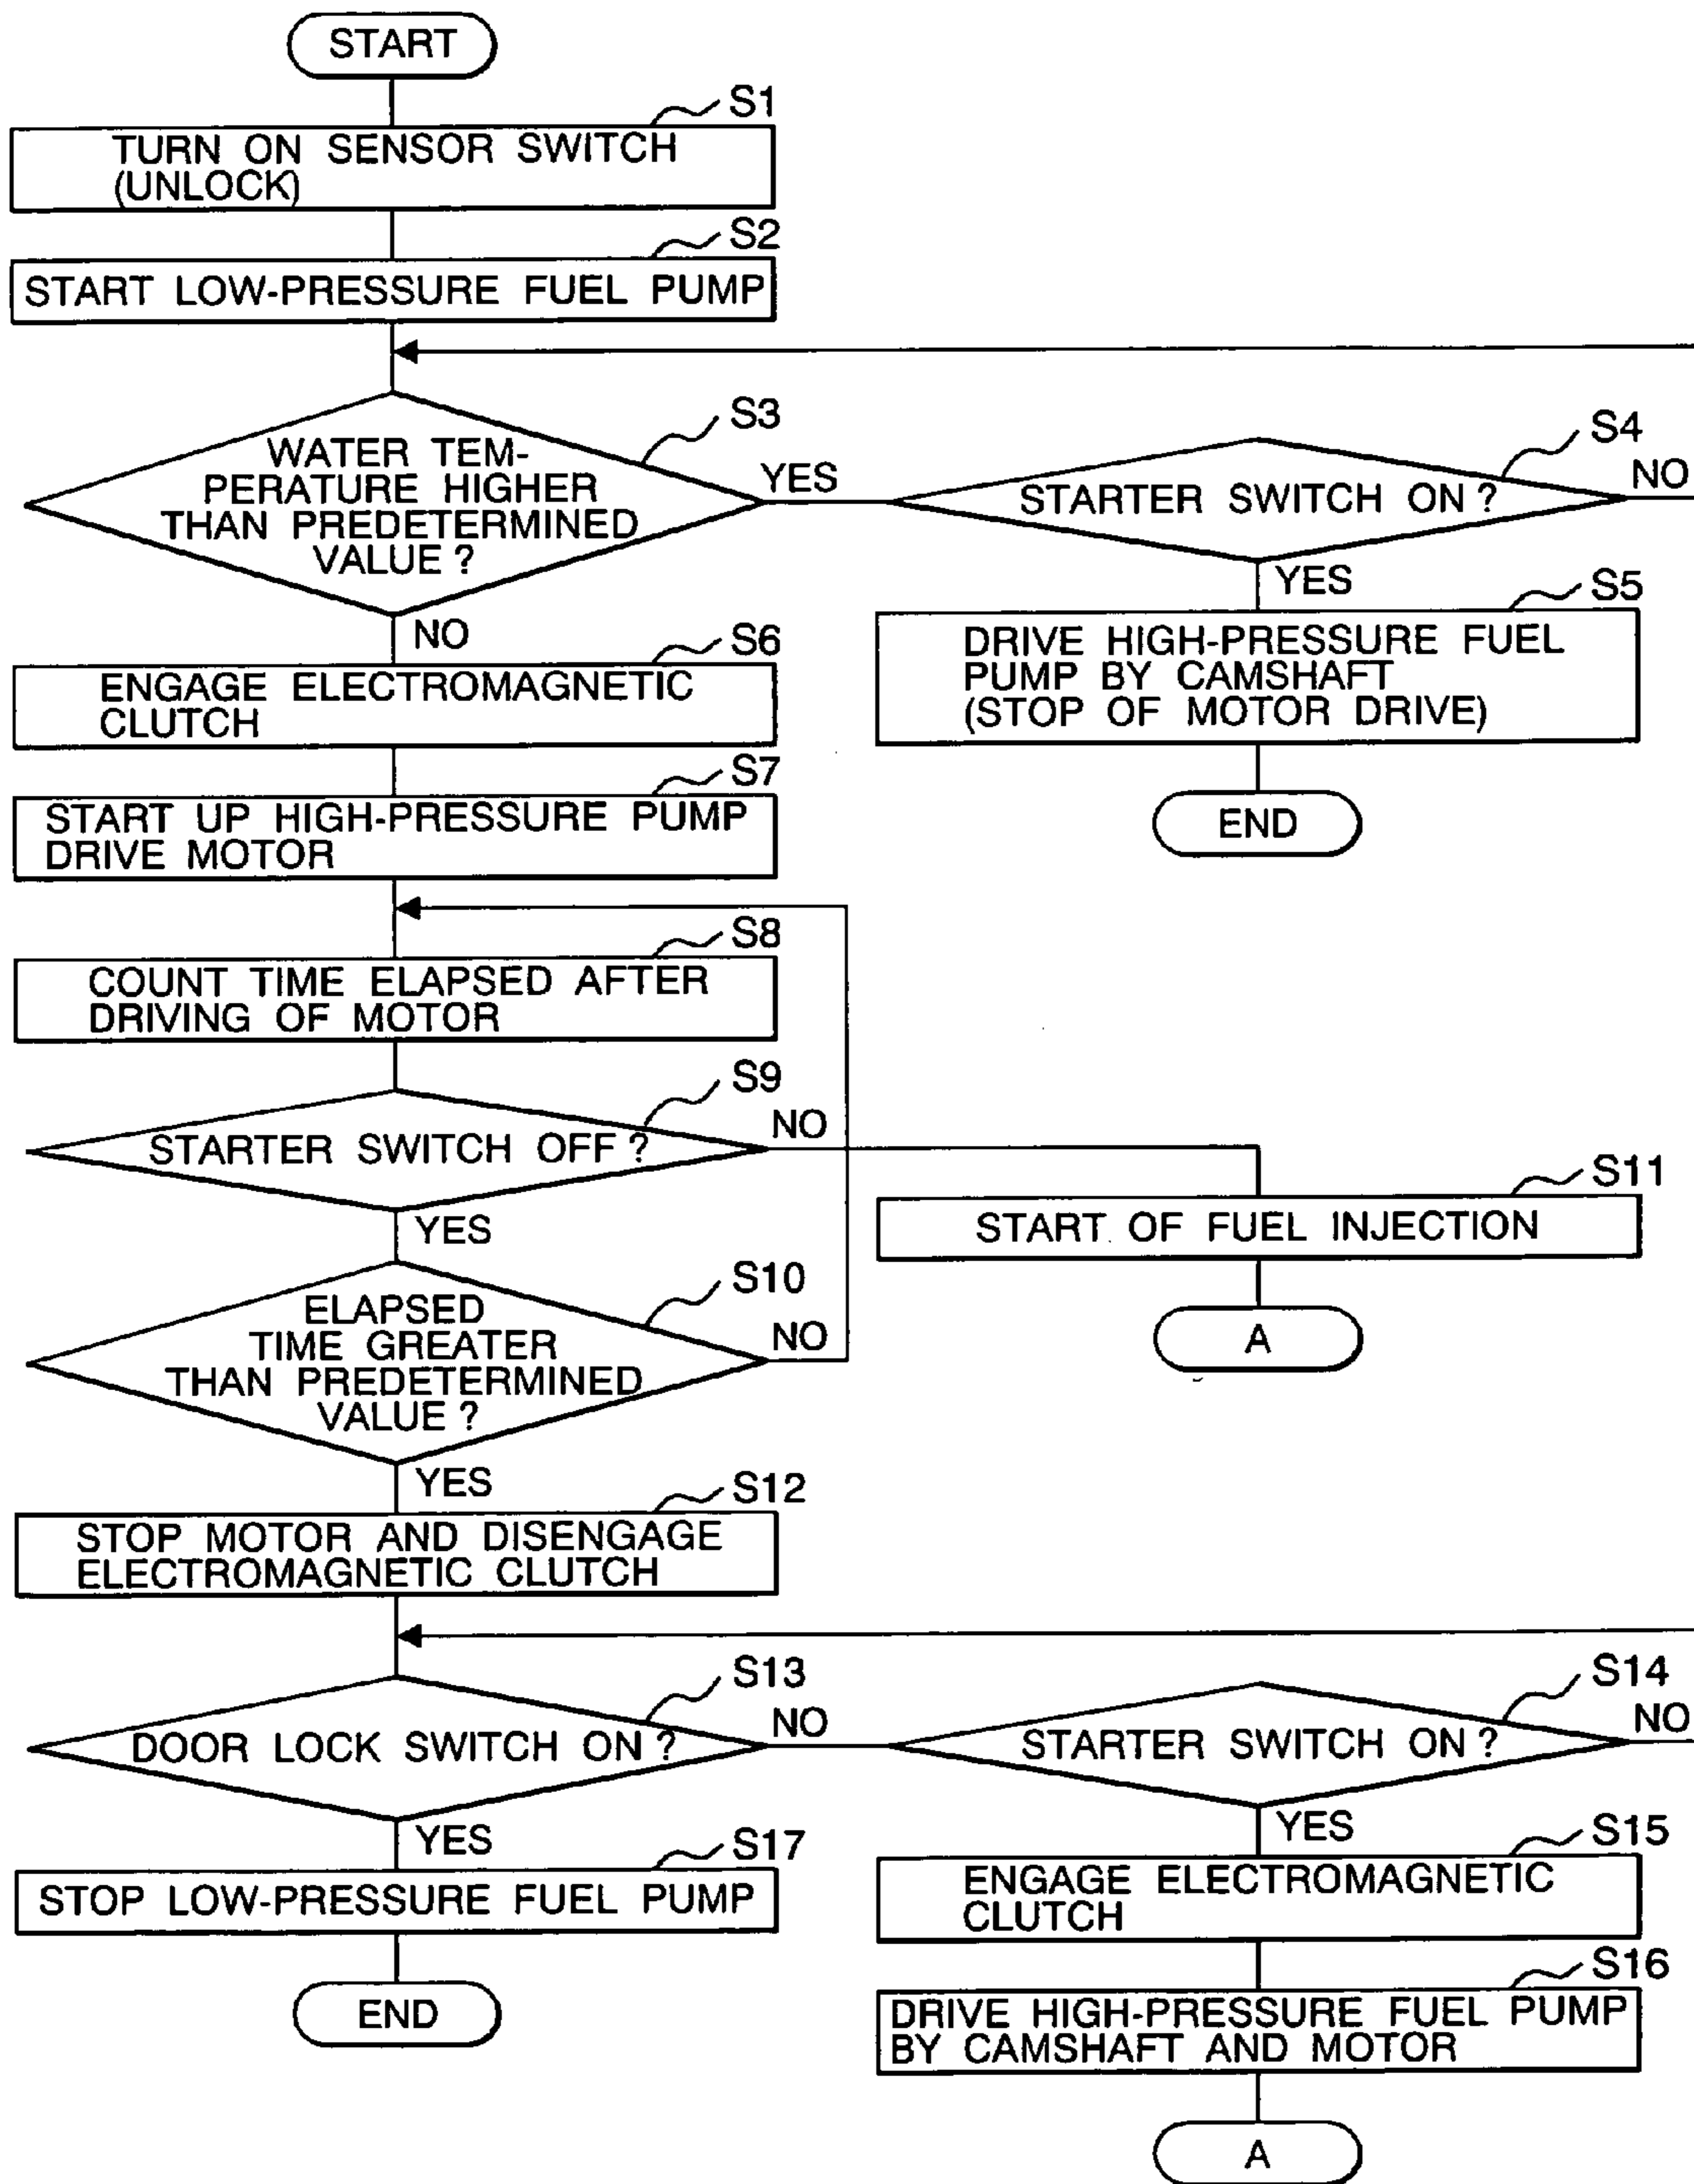 START
S1
TURN ON SENSOR SWITCH
(UNLOCK)
S2
START LOW-PRESSURE FUEL PUMP
S3
WATER TEM-
PERATURE HIGHER
THAN PREDETERMINED
VALUE ?
YES
NO
S4
STARTER SWITCH ON ?
NO
YES
S5
DRIVE HIGH-PRESSURE FUEL
PUMP BY CAMSHAFT
(STOP OF MOTOR DRIVE)
END
S6
ENGAGE ELECTROMAGNETIC
CLUTCH
S7
START UP HIGH-PRESSURE PUMP
DRIVE MOTOR
S8
COUNT TIME ELAPSED AFTER
DRIVING OF MOTOR
S9
STARTER SWITCH OFF ?
NO
YES
S10
ELAPSED
TIME GREATER
THAN PREDETERMINED
VALUE ?
NO
YES
S11
START OF FUEL INJECTION
A
S12
STOP MOTOR AND DISENGAGE
ELECTROMAGNETIC CLUTCH
S13
DOOR LOCK SWITCH ON ?
NO
YES
S14
STARTER SWITCH ON ?
NO
YES
S15
ENGAGE ELECTROMAGNETIC
CLUTCH
S16
DRIVE HIGH-PRESSURE FUEL PUMP
BY CAMSHAFT AND MOTOR
A
S17
STOP LOW-PRESSURE FUEL PUMP
END